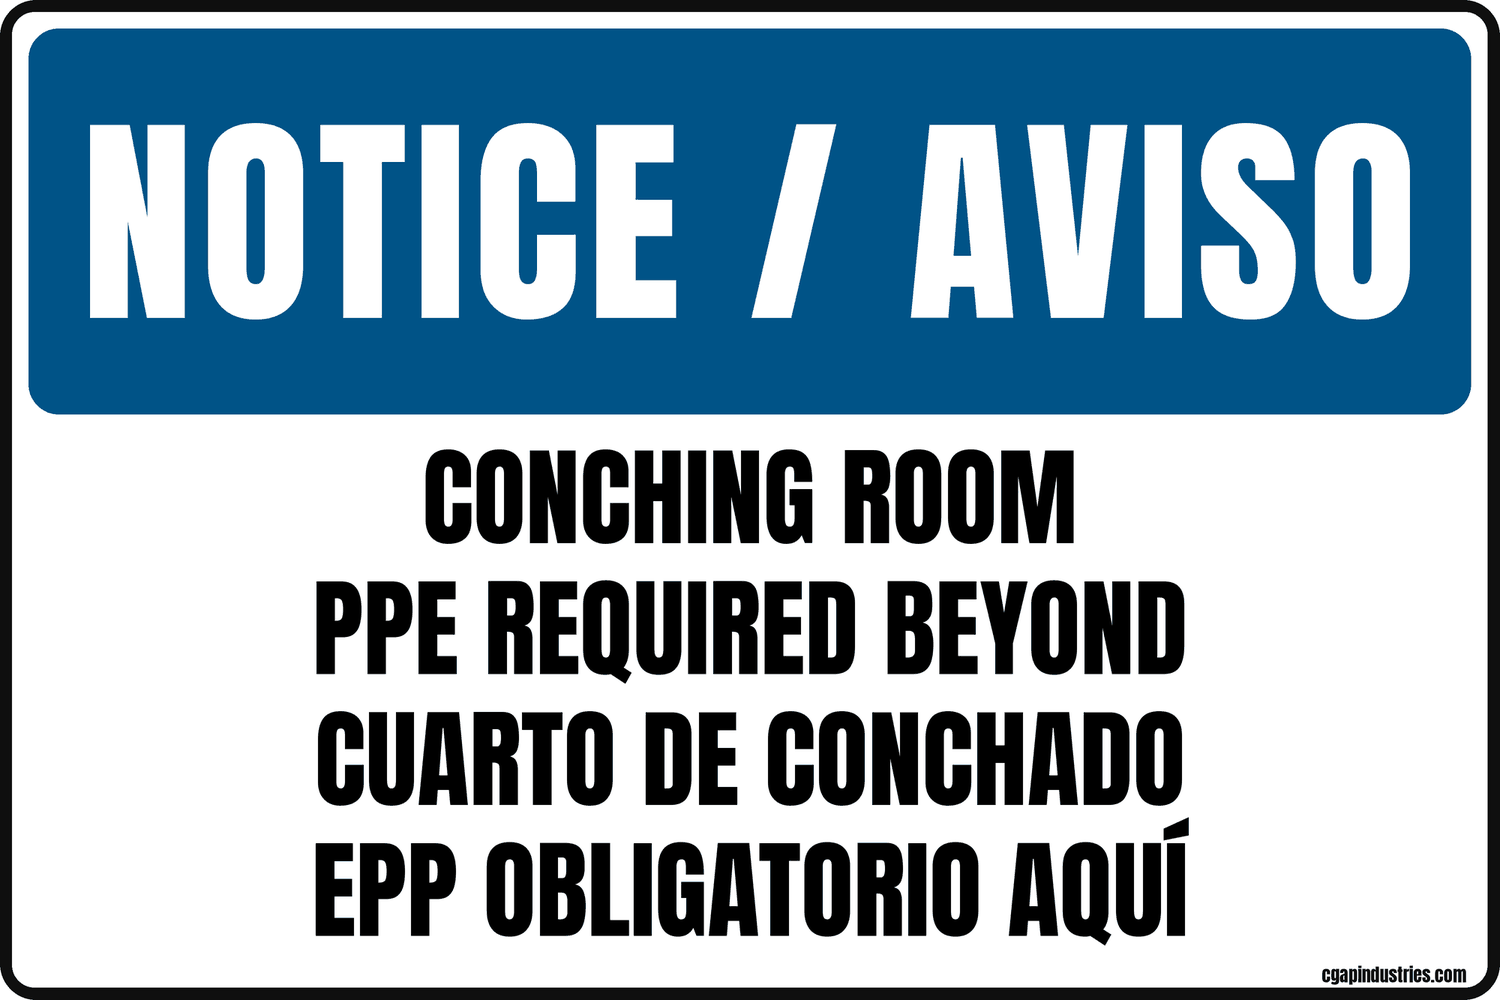 NOTICE / AVISO
CONCHING ROOM
PPE REQUIRED BEYOND
CUARTO DE CONCHADO
EPP OBLIGATORIO AQUÍ
cgapindustries.com